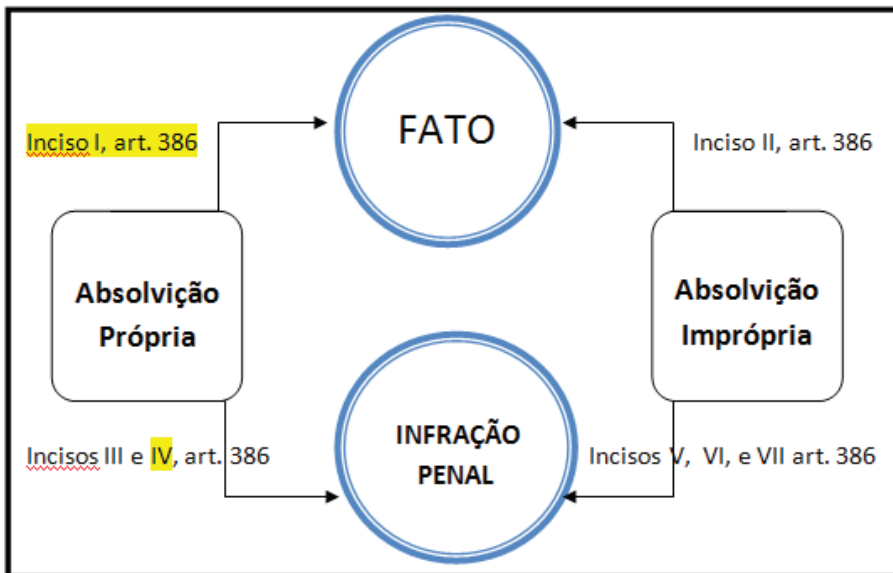 FATO
Inciso I, art. 386
Inciso II, art. 386
Absolvição
Própria
Absolvição
Imprópria
Incisos III e IV, art. 386
INFRAÇÃO
PENAL
Incisos V, VI, e VII art. 386